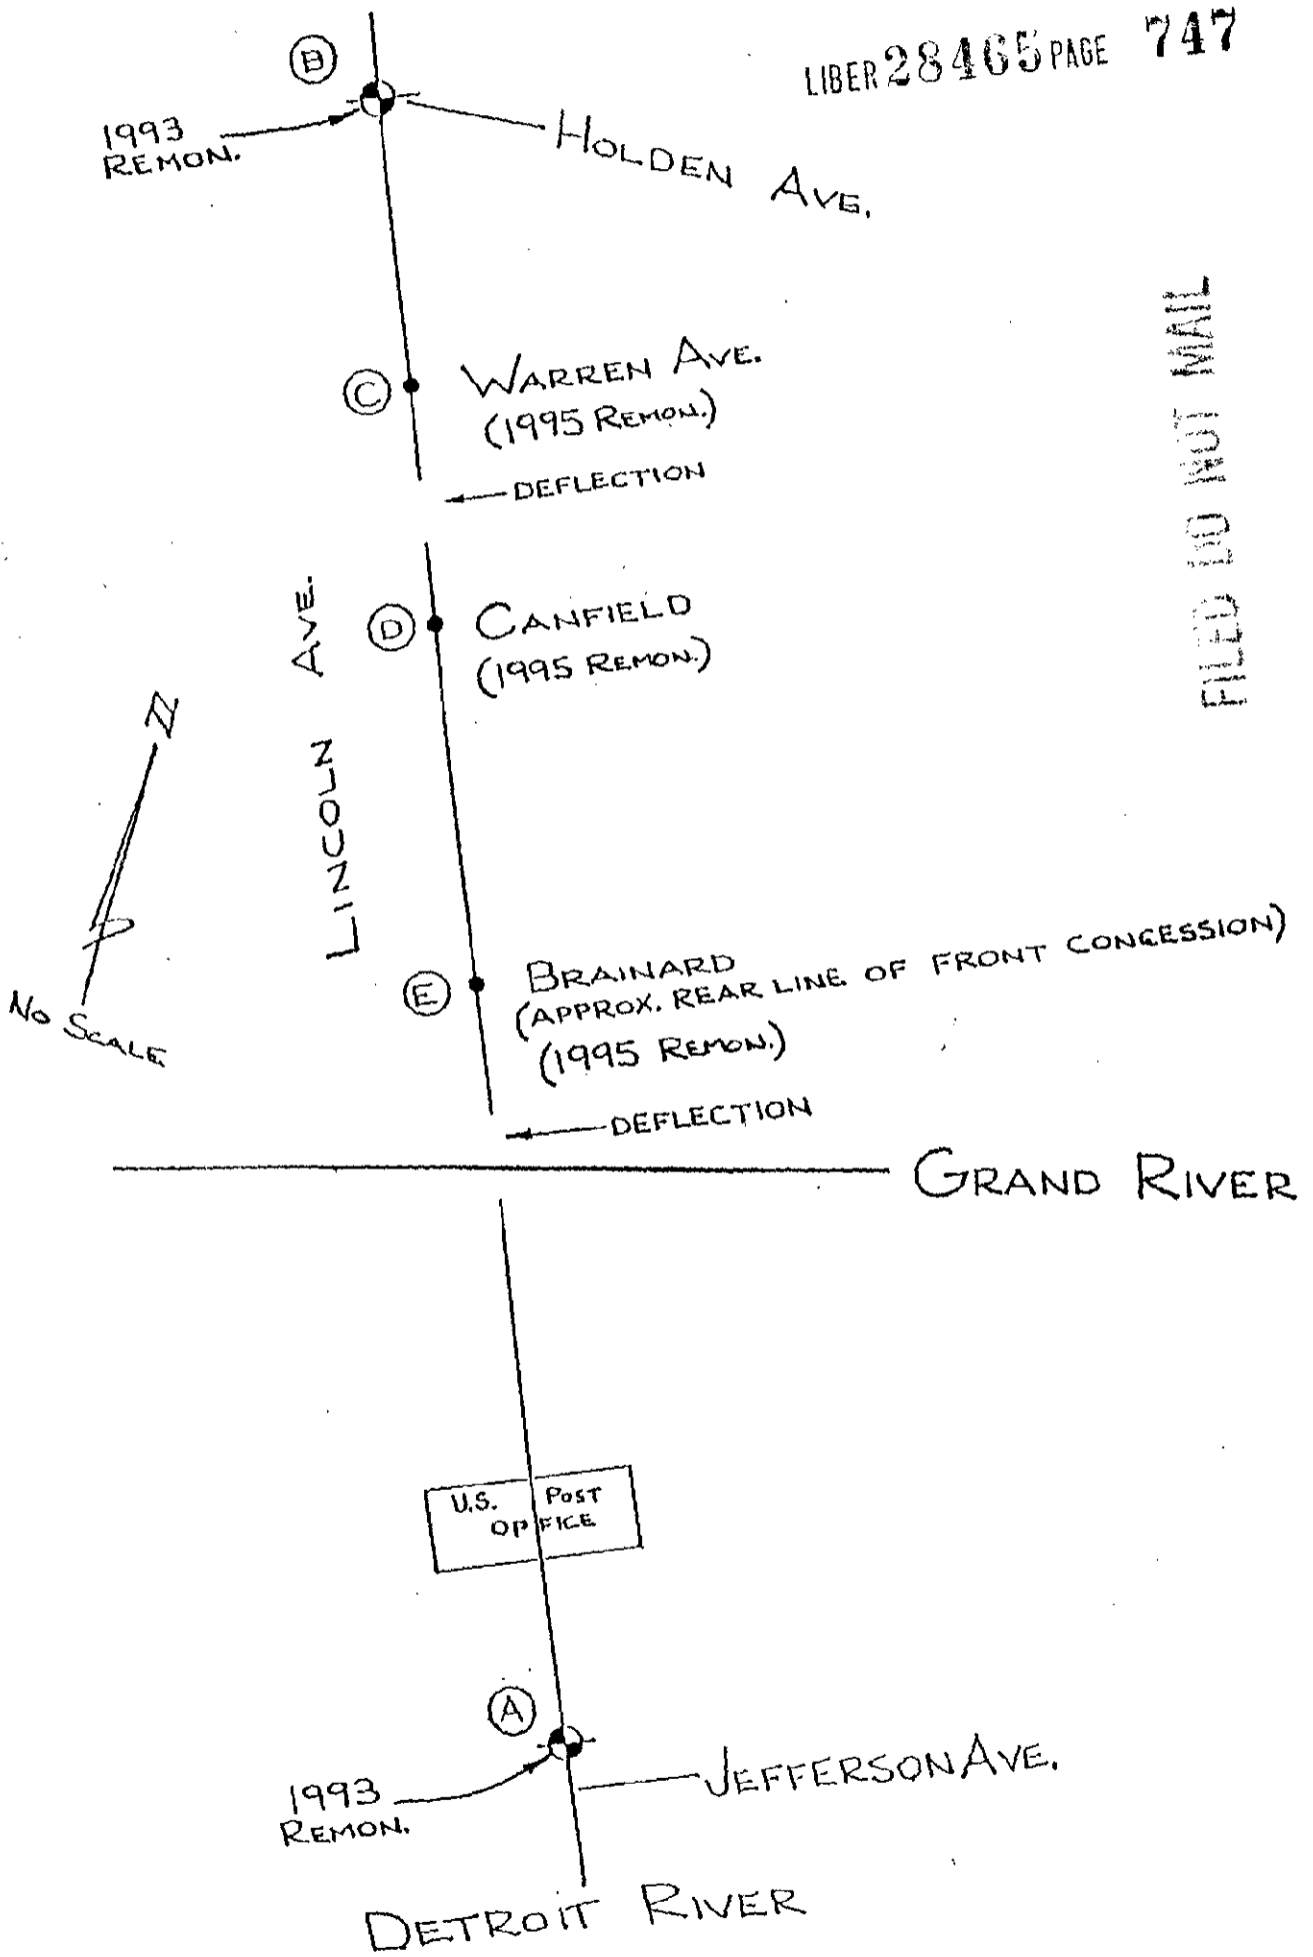 LIBER 28465 PAGE 747
B
1993
REMON.
HOLDEN AVE.
FILED DO NOT MAIL
C
WARREN AVE.
(1995 REMON.)
DEFLECTION
LINCOLN AVE.
D
CANFIELD
(1995 REMON.)
N
NO SCALE
E
BRAINARD
(APPROX. REAR LINE OF FRONT CONCESSION)
(1995 REMON.)
DEFLECTION
GRAND RIVER
U.S. POST
OFFICE
A
1993
REMON.
JEFFERSON AVE.
DETROIT RIVER